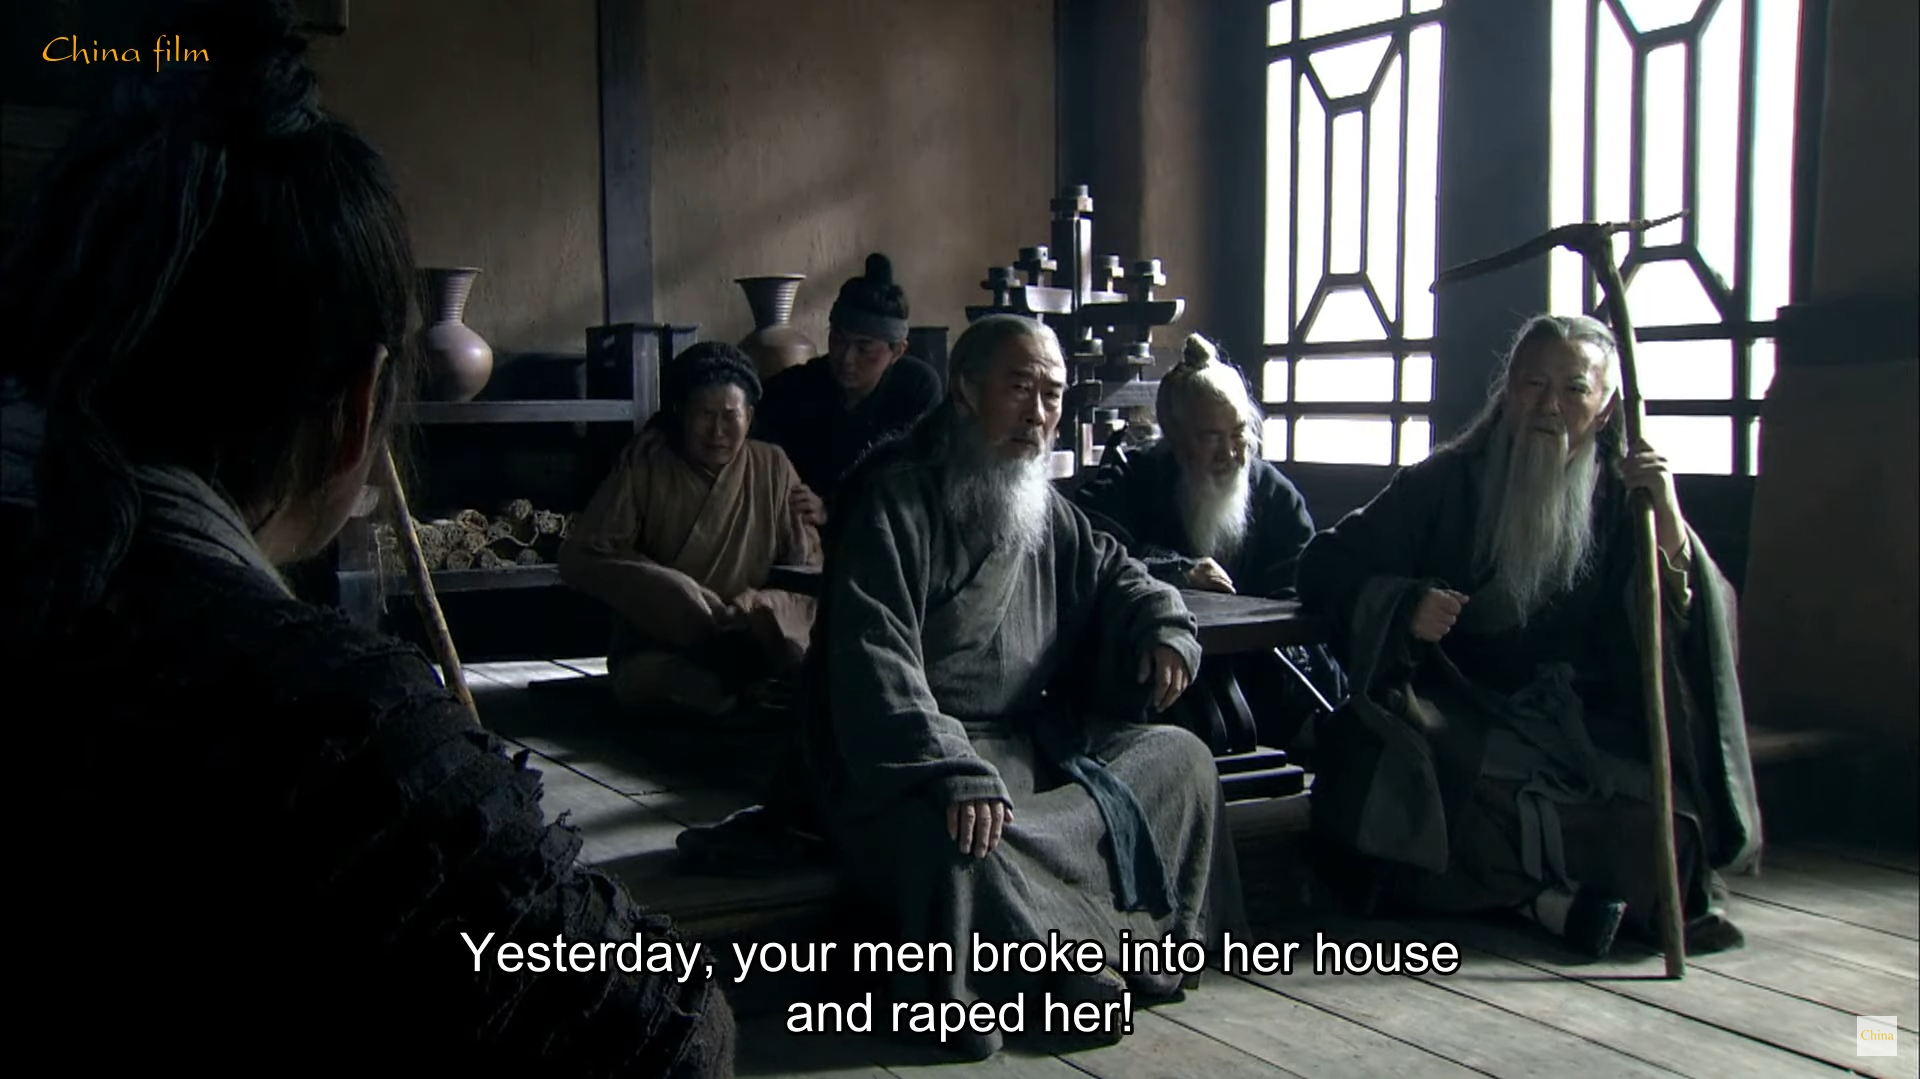 China film
Yesterday, your men broke into her house
and raped her!
China